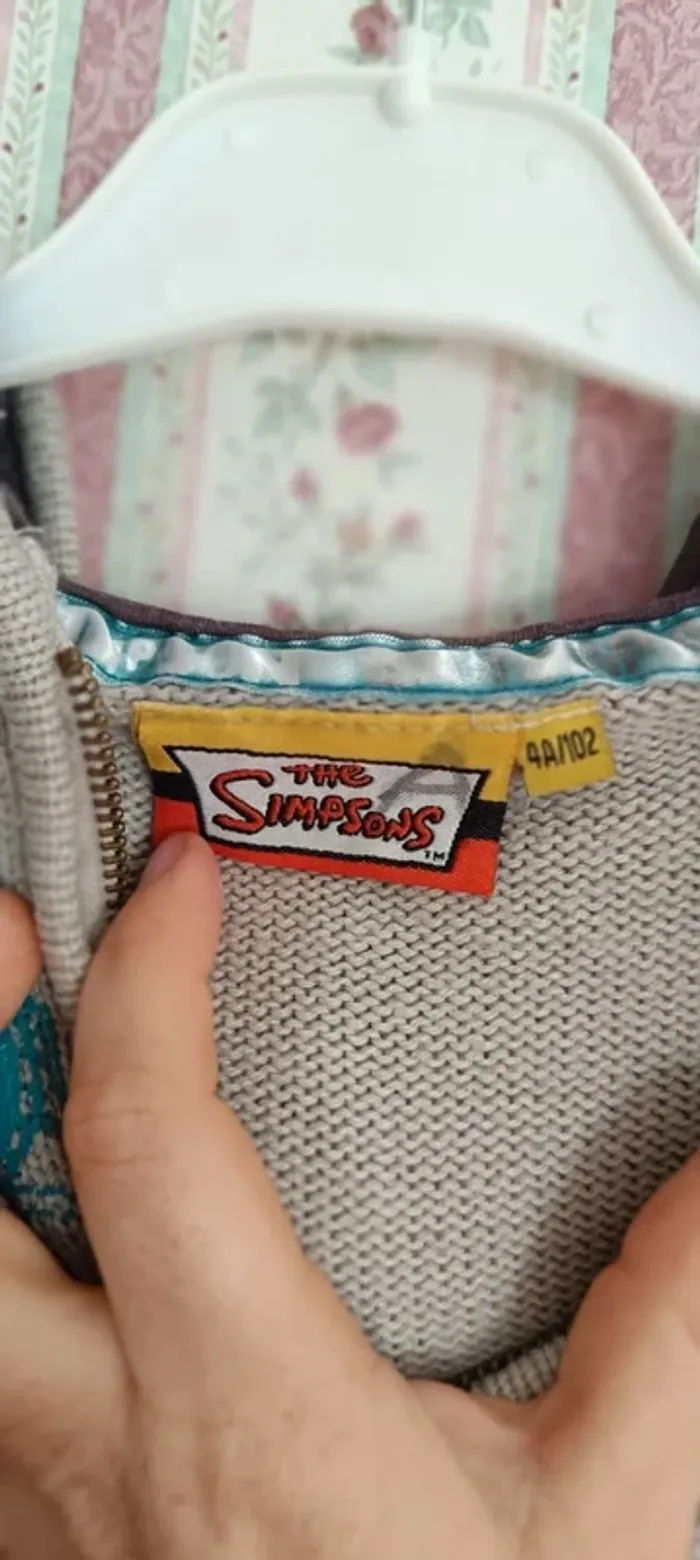 THE
SIMPSONS
TM
4A/102